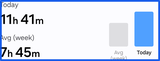 Today
11h 41m
Avg (week)
7h 45m
Avg
(week)
Today